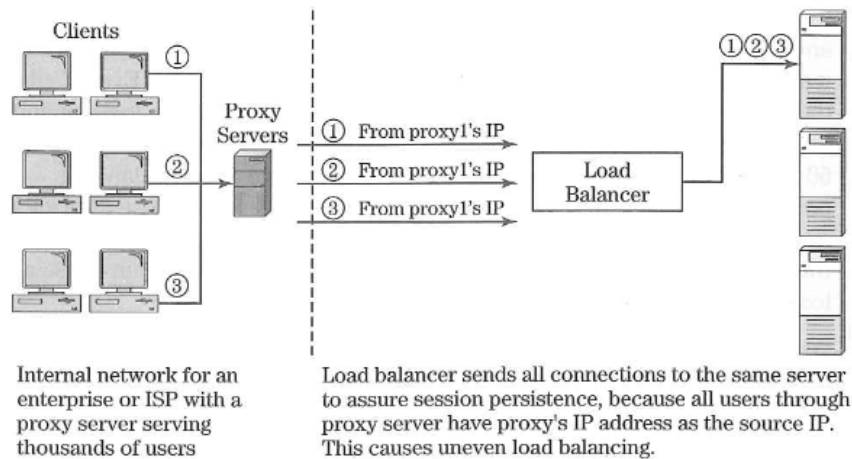 Clients
①
①②③
Proxy
Servers
① From proxy1's IP
② From proxy1's IP
③ From proxy1's IP
②
Load
Balancer
③
Internal network for an
enterprise or ISP with a
proxy server serving
thousands of users
Load balancer sends all connections to the same server
to assure session persistence, because all users through
proxy server have proxy's IP address as the source IP.
This causes uneven load balancing.